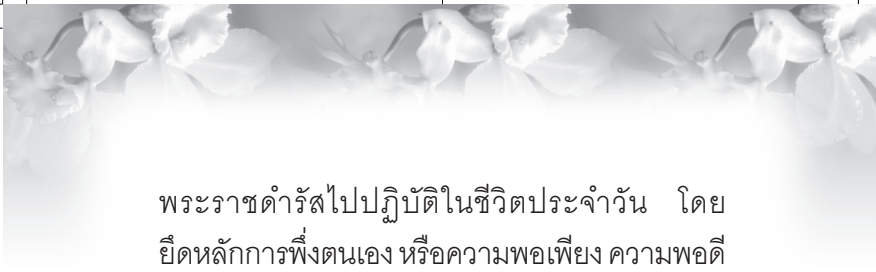 พระราชดำรัสไปปฏิบัติในชีวิตประจำวัน โดย
ยึดหลักการพึ่งตนเอง หรือความพอเพียง ความพอดี